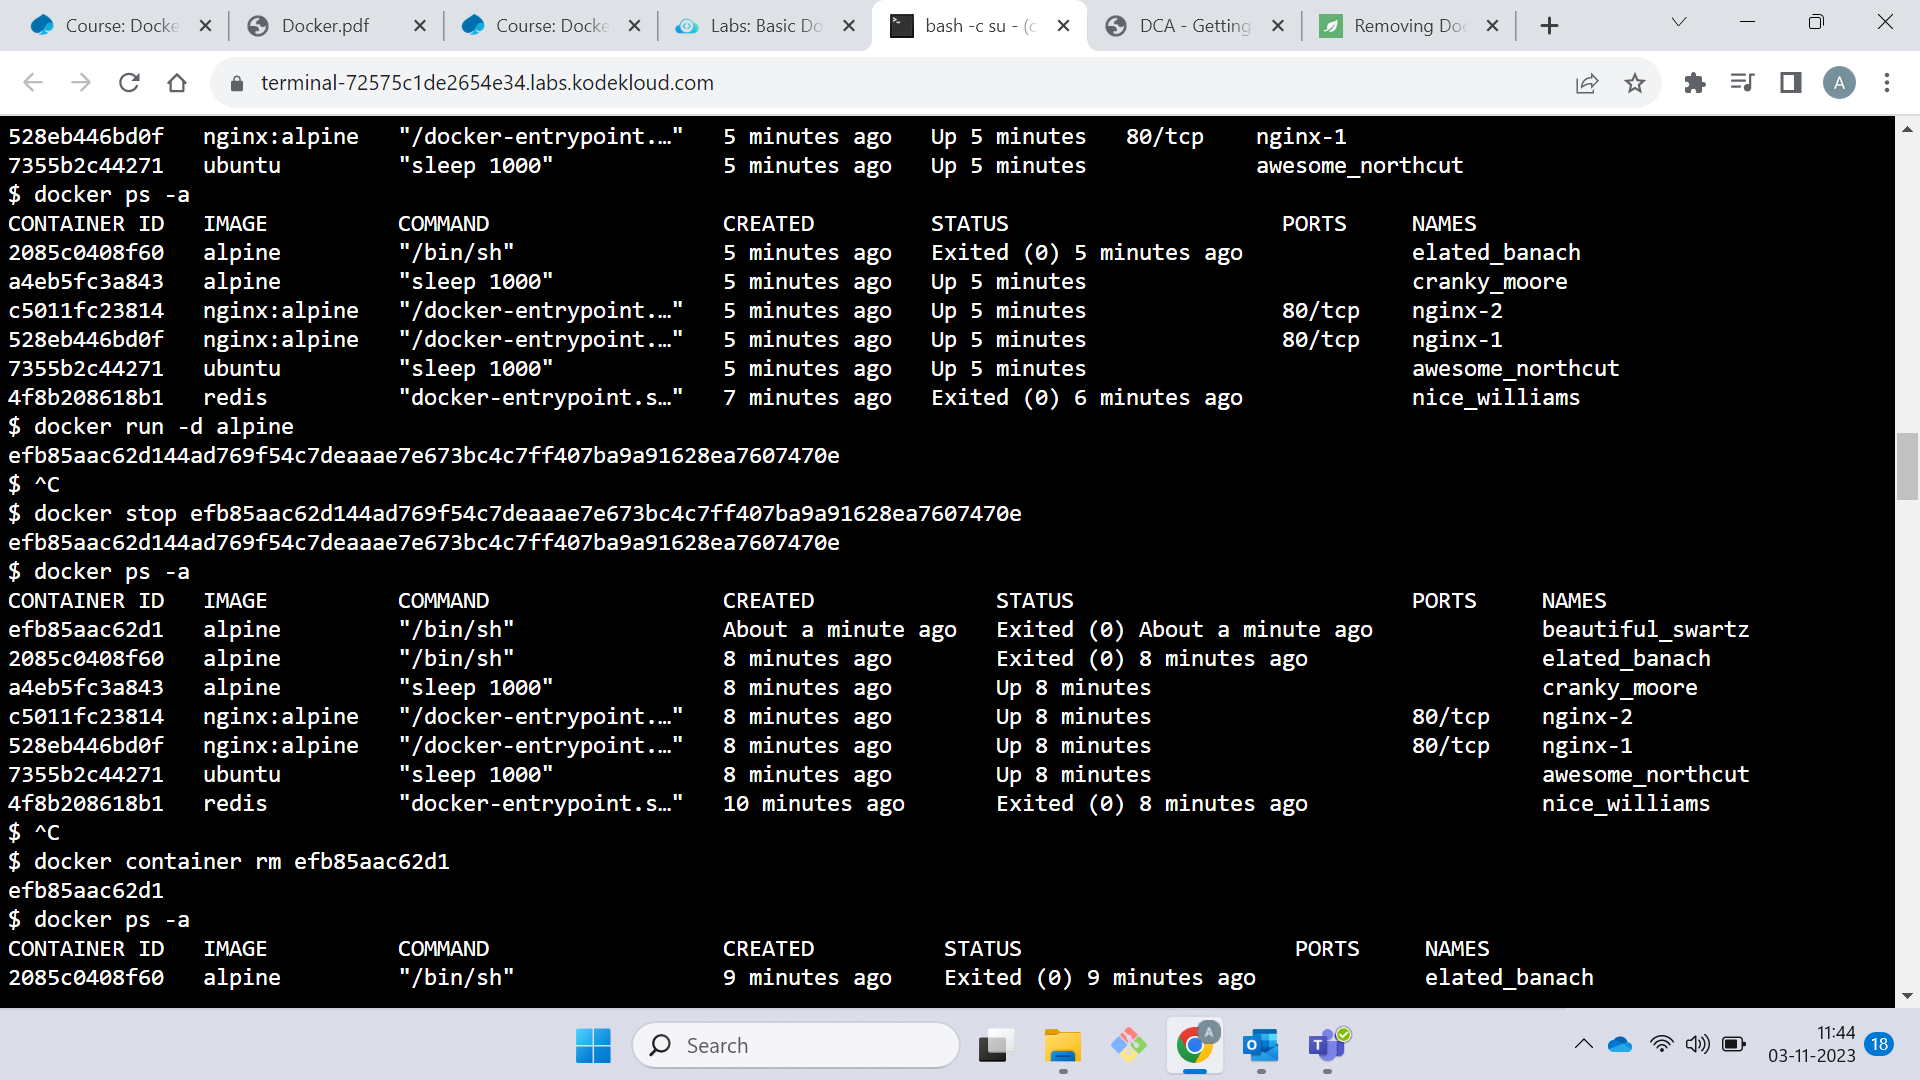 Course: Docke
Docker.pdf
Course: Docke
Labs: Basic Do
bash -c su - (c
DCA - Getting
Removing Doc
terminal-72575c1de2654e34.labs.kodekloud.com
A
528eb446bd0f nginx:alpine "/docker-entrypoint.…" 5 minutes ago Up 5 minutes 80/tcp nginx-1
7355b2c44271 ubuntu "sleep 1000" 5 minutes ago Up 5 minutes awesome_northcut
$ docker ps -a
CONTAINER ID IMAGE COMMAND CREATED STATUS PORTS NAMES
2085c0408f60 alpine "/bin/sh" 5 minutes ago Exited (0) 5 minutes ago elated_banach
a4eb5fc3a843 alpine "sleep 1000" 5 minutes ago Up 5 minutes cranky_moore
c5011fc23814 nginx:alpine "/docker-entrypoint.…" 5 minutes ago Up 5 minutes 80/tcp nginx-2
528eb446bd0f nginx:alpine "/docker-entrypoint.…" 5 minutes ago Up 5 minutes 80/tcp nginx-1
7355b2c44271 ubuntu "sleep 1000" 5 minutes ago Up 5 minutes awesome_northcut
4f8b208618b1 redis "docker-entrypoint.s…" 7 minutes ago Exited (0) 6 minutes ago nice_williams
$ docker run -d alpine
efb85aac62d144ad769f54c7deaaae7e673bc4c7ff407ba9a91628ea7607470e
$ ^C
$ docker stop efb85aac62d144ad769f54c7deaaae7e673bc4c7ff407ba9a91628ea7607470e
efb85aac62d144ad769f54c7deaaae7e673bc4c7ff407ba9a91628ea7607470e
$ docker ps -a
CONTAINER ID IMAGE COMMAND CREATED STATUS PORTS NAMES
efb85aac62d1 alpine "/bin/sh" About a minute ago Exited (0) About a minute ago beautiful_swartz
2085c0408f60 alpine "/bin/sh" 8 minutes ago Exited (0) 8 minutes ago elated_banach
a4eb5fc3a843 alpine "sleep 1000" 8 minutes ago Up 8 minutes cranky_moore
c5011fc23814 nginx:alpine "/docker-entrypoint.…" 8 minutes ago Up 8 minutes 80/tcp nginx-2
528eb446bd0f nginx:alpine "/docker-entrypoint.…" 8 minutes ago Up 8 minutes 80/tcp nginx-1
7355b2c44271 ubuntu "sleep 1000" 8 minutes ago Up 8 minutes awesome_northcut
4f8b208618b1 redis "docker-entrypoint.s…" 10 minutes ago Exited (0) 8 minutes ago nice_williams
$ ^C
$ docker container rm efb85aac62d1
efb85aac62d1
$ docker ps -a
CONTAINER ID IMAGE COMMAND CREATED STATUS PORTS NAMES
2085c0408f60 alpine "/bin/sh" 9 minutes ago Exited (0) 9 minutes ago elated_banach
Search
11:44
03-11-2023
18